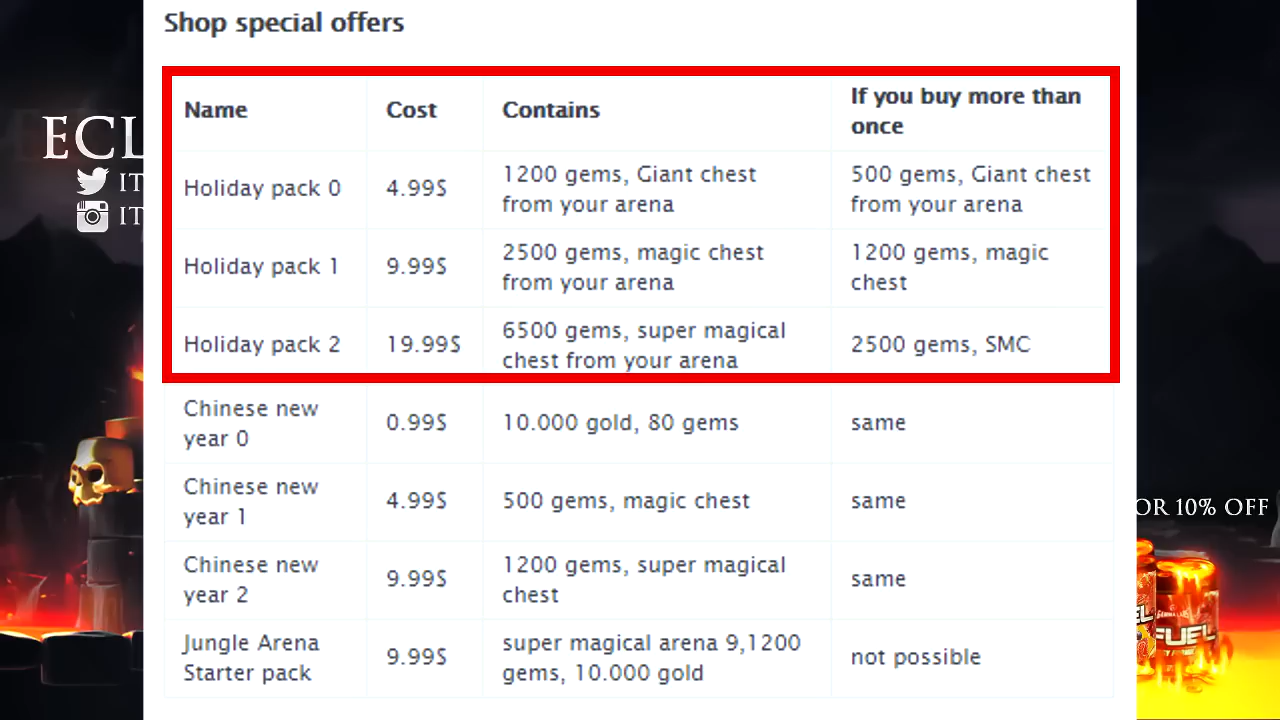 Shop special offers
Name
Cost
Contains
If you buy more than
once
Holiday pack 0
4.99$
1200 gems, Giant chest
from your arena
500 gems, Giant chest
from your arena
Holiday pack 1
9.99$
2500 gems, magic chest
from your arena
1200 gems, magic
chest
Holiday pack 2
19.99$
6500 gems, super magical
chest from your arena
2500 gems, SMC
Chinese new
year 0
0.99$
10.000 gold, 80 gems
same
Chinese new
year 1
4.99$
500 gems, magic chest
same
Chinese new
year 2
9.99$
1200 gems, super magical
chest
same
Jungle Arena
Starter pack
9.99$
super magical arena 9,1200
gems, 10.000 gold
not possible
ECL
IT
IT
OR 10% OFF
FUEL